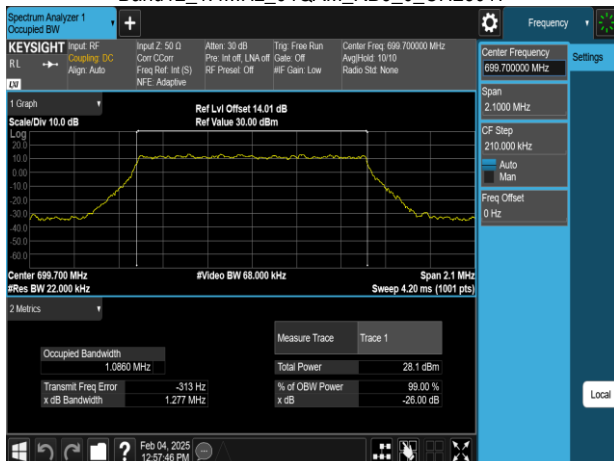 Spectrum Analyzer 1
Occupied BW
Frequency
KEYSIGHT
RL
LXI
Input: RF
Coupling: DC
Align: Auto
Input Z: 50 Ω
Corr CCorr
Freq Ref: Int (S)
NFE: Adaptive
Atten: 30 dB
Pre: Int off, LNA off
RF Presel: Off
Trig: Free Run
Gate: Off
#IF Gain: Low
Center Freq: 699.700000 MHz
Avg|Hold: 10/10
Radio Std: None
Center Frequency
699.700000 MHz
Settings
Span
2.1000 MHz
CF Step
210.000 kHz
Auto
Man
Freq Offset
0 Hz
Local
1 Graph
Scale/Div 10.0 dB
Ref Lvl Offset 14.01 dB
Ref Value 30.00 dBm
Log
20.0
10.0
0.00
-10.0
-20.0
-30.0
-40.0
-50.0
-60.0
Center 699.700 MHz
#Video BW 68.000 kHz
Span 2.1 MHz
#Res BW 22.000 kHz
Sweep 4.20 ms (1001 pts)
2 Metrics
Measure Trace
Trace 1
Occupied Bandwidth
1.0860 MHz
Total Power
28.1 dBm
Transmit Freq Error
-313 Hz
% of OBW Power
99.00 %
x dB Bandwidth
1.277 MHz
x dB
-26.00 dB
Feb 04, 2025
12:57:46 PM